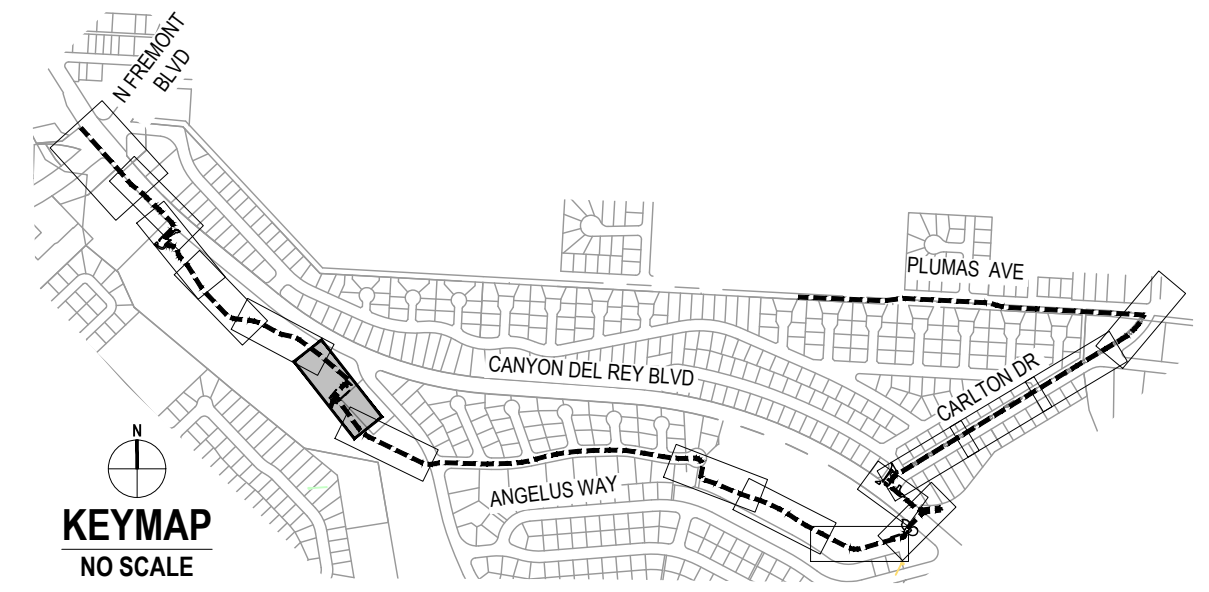 N FREMONT
BLVD
PLUMAS AVE
CANYON DEL REY BLVD
CARLTON DR
ANGELUS WAY
N
KEYMAP
NO SCALE